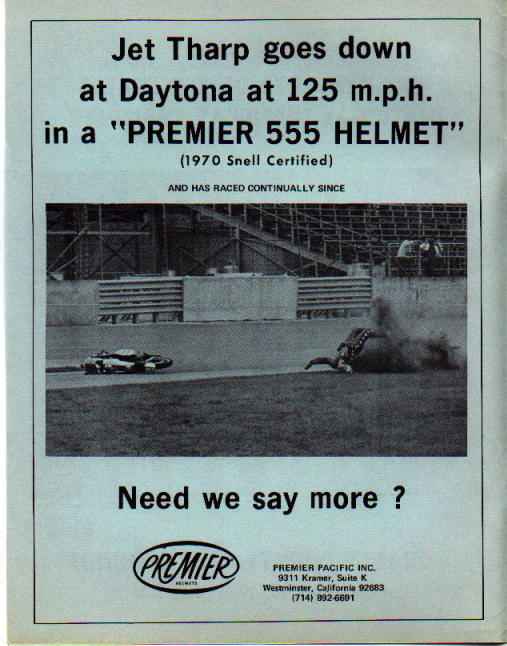 Jet Tharp goes down
at Daytona at 125 m.p.h.
in a "PREMIER 555 HELMET"
(1970 Snell Certified)
AND HAS RACED CONTINUALLY SINCE
Need we say more ?
PREMIER
HELMETS
PREMIER PACIFIC INC.
9311 Kramer, Suite K
Westminster, California 92683
(714) 892-6691